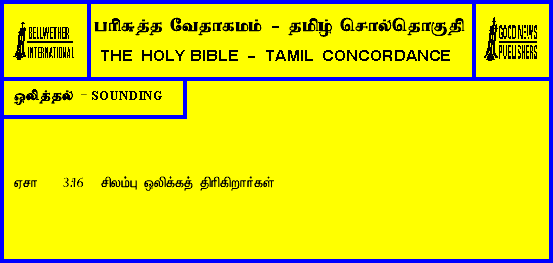 BELLWETHER
INTERNATIONAL
பரிசுத்த வேதாகமம் - தமிழ் சொல்தொகுதி
THE HOLY BIBLE - TAMIL CONCORDANCE
GOOD NEWS
PUBLISHERS
ஒலித்தல் - SOUNDING
ஏசா 3:16 சிலம்பு ஒலிக்கத் திரிகிறார்கள்